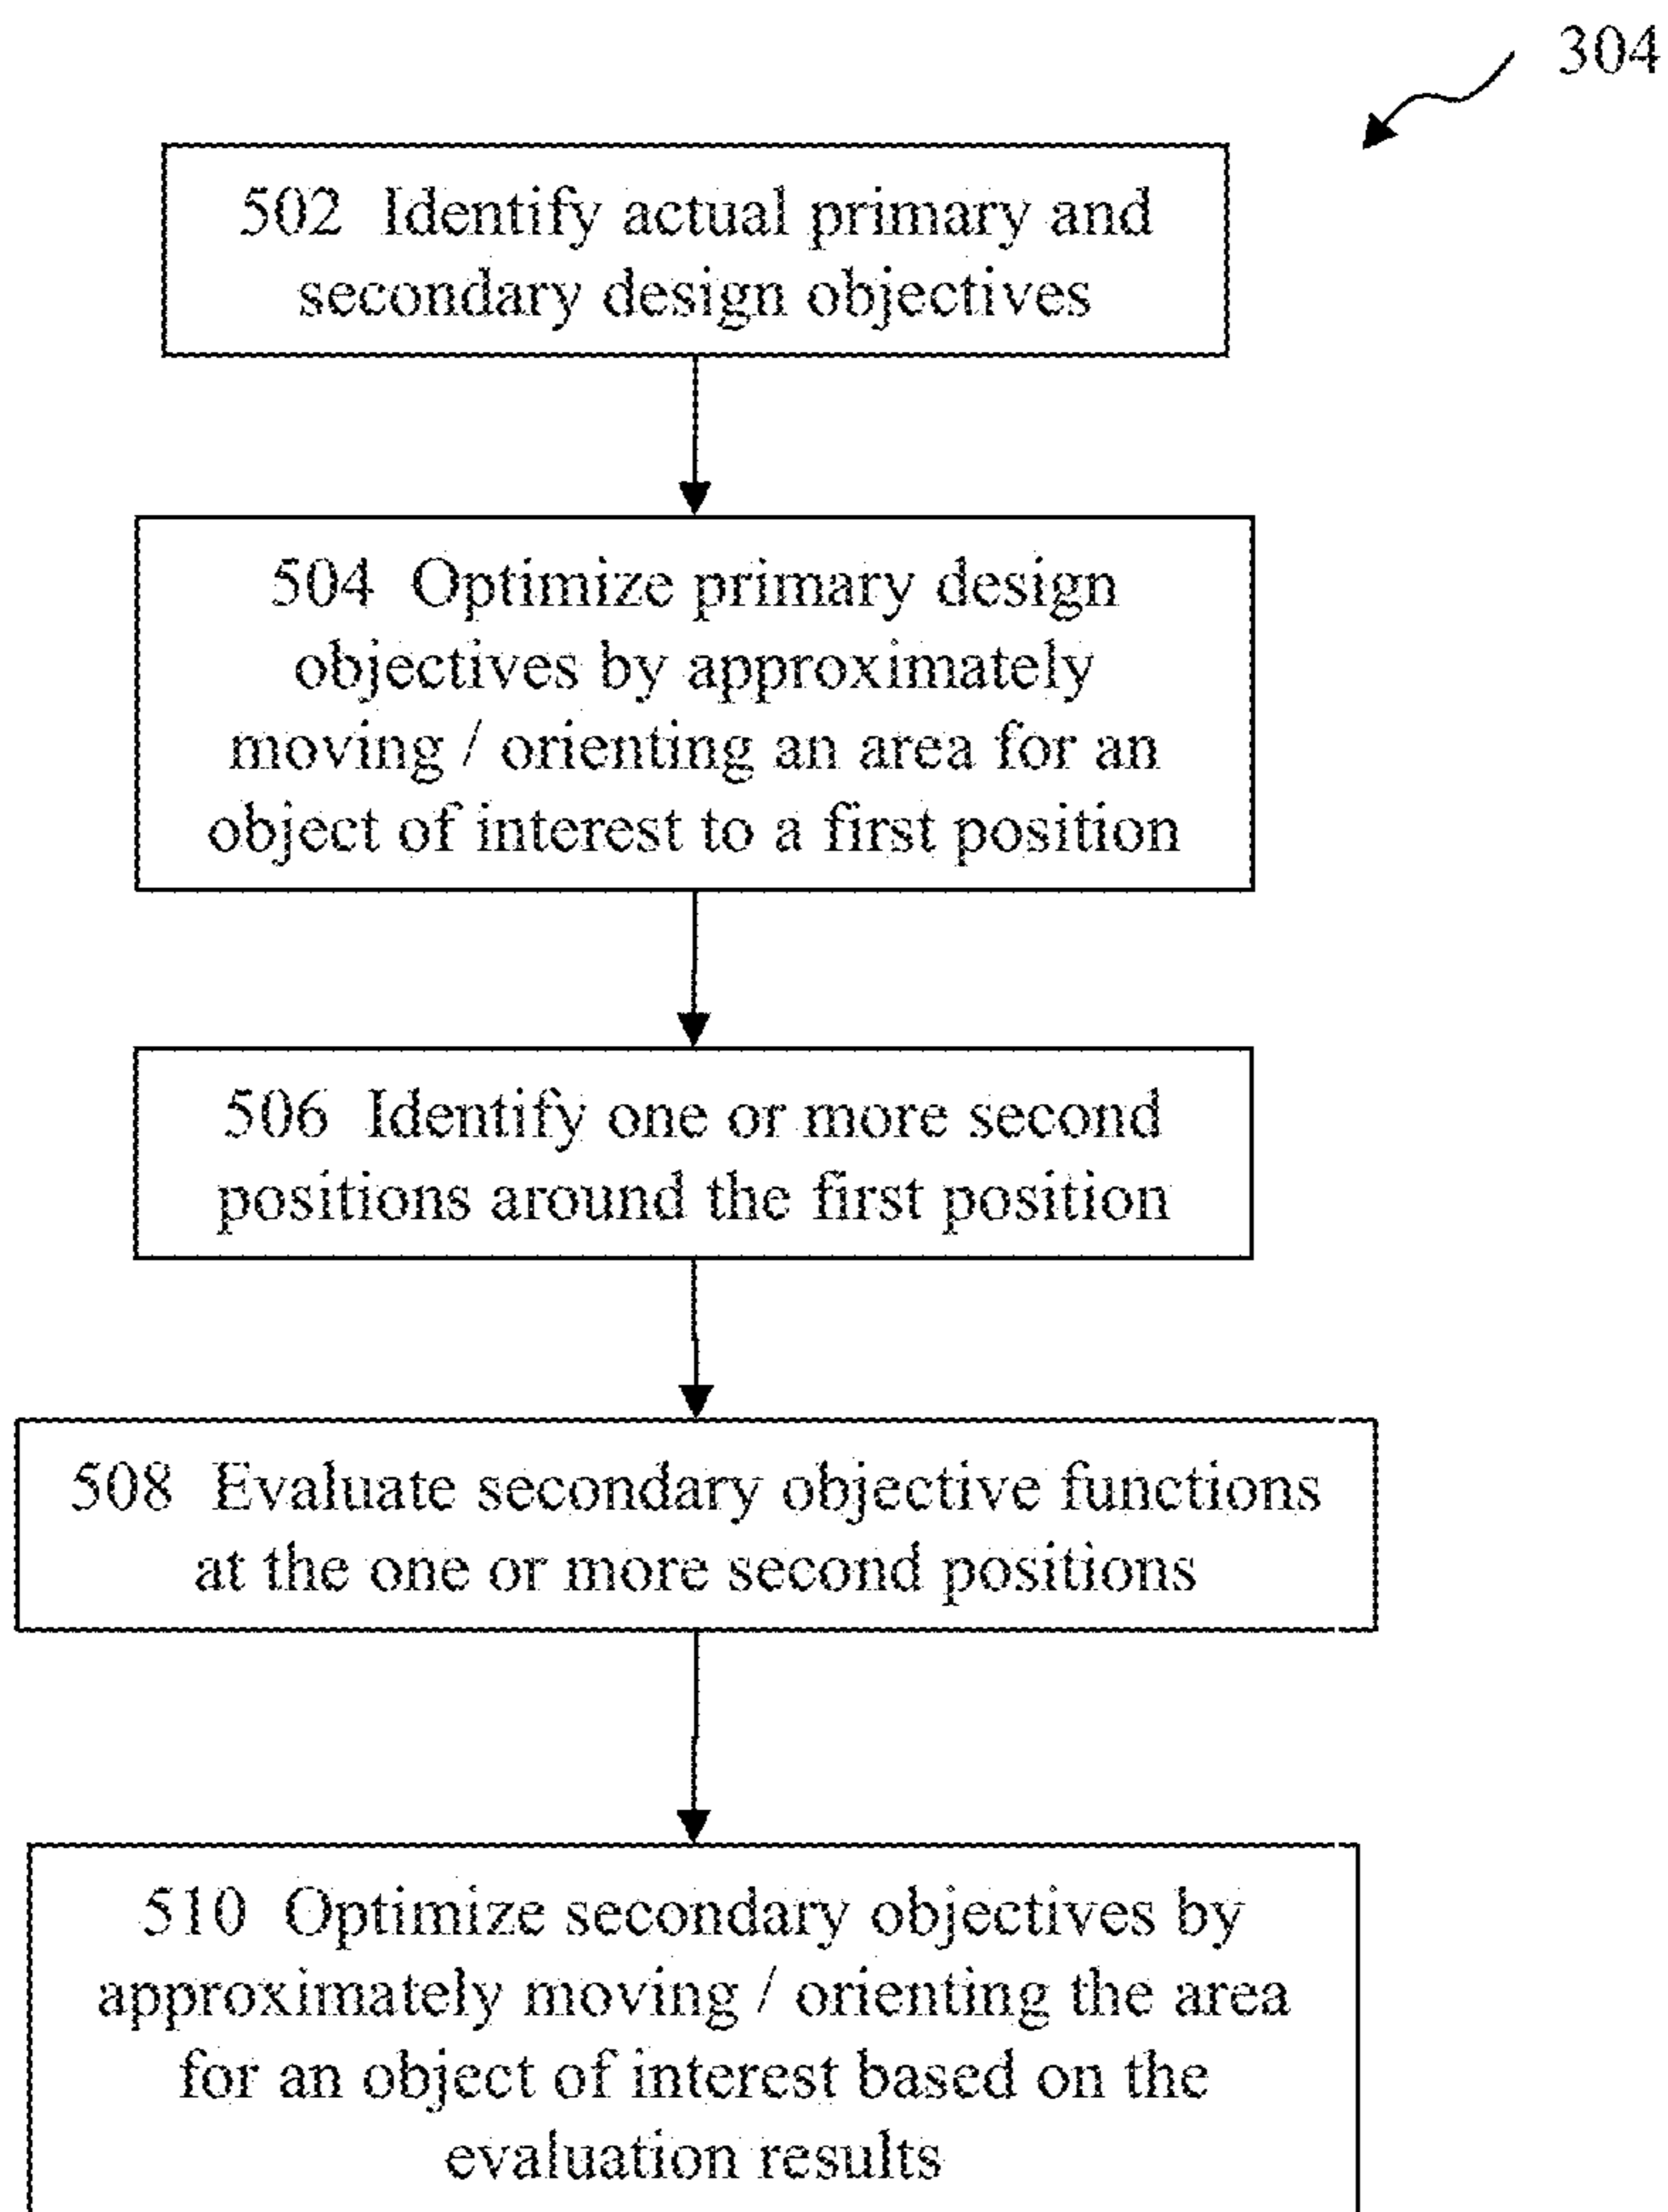 304
502 Identify actual primary and
secondary design objectives
504 Optimize primary design
objectives by approximately
moving / orienting an area for an
object of interest to a first position
506 Identify one or more second
positions around the first position
508 Evaluate secondary objective functions
at the one or more second positions
510 Optimize secondary objectives by
approximately moving / orienting the area
for an object of interest based on the
evaluation results